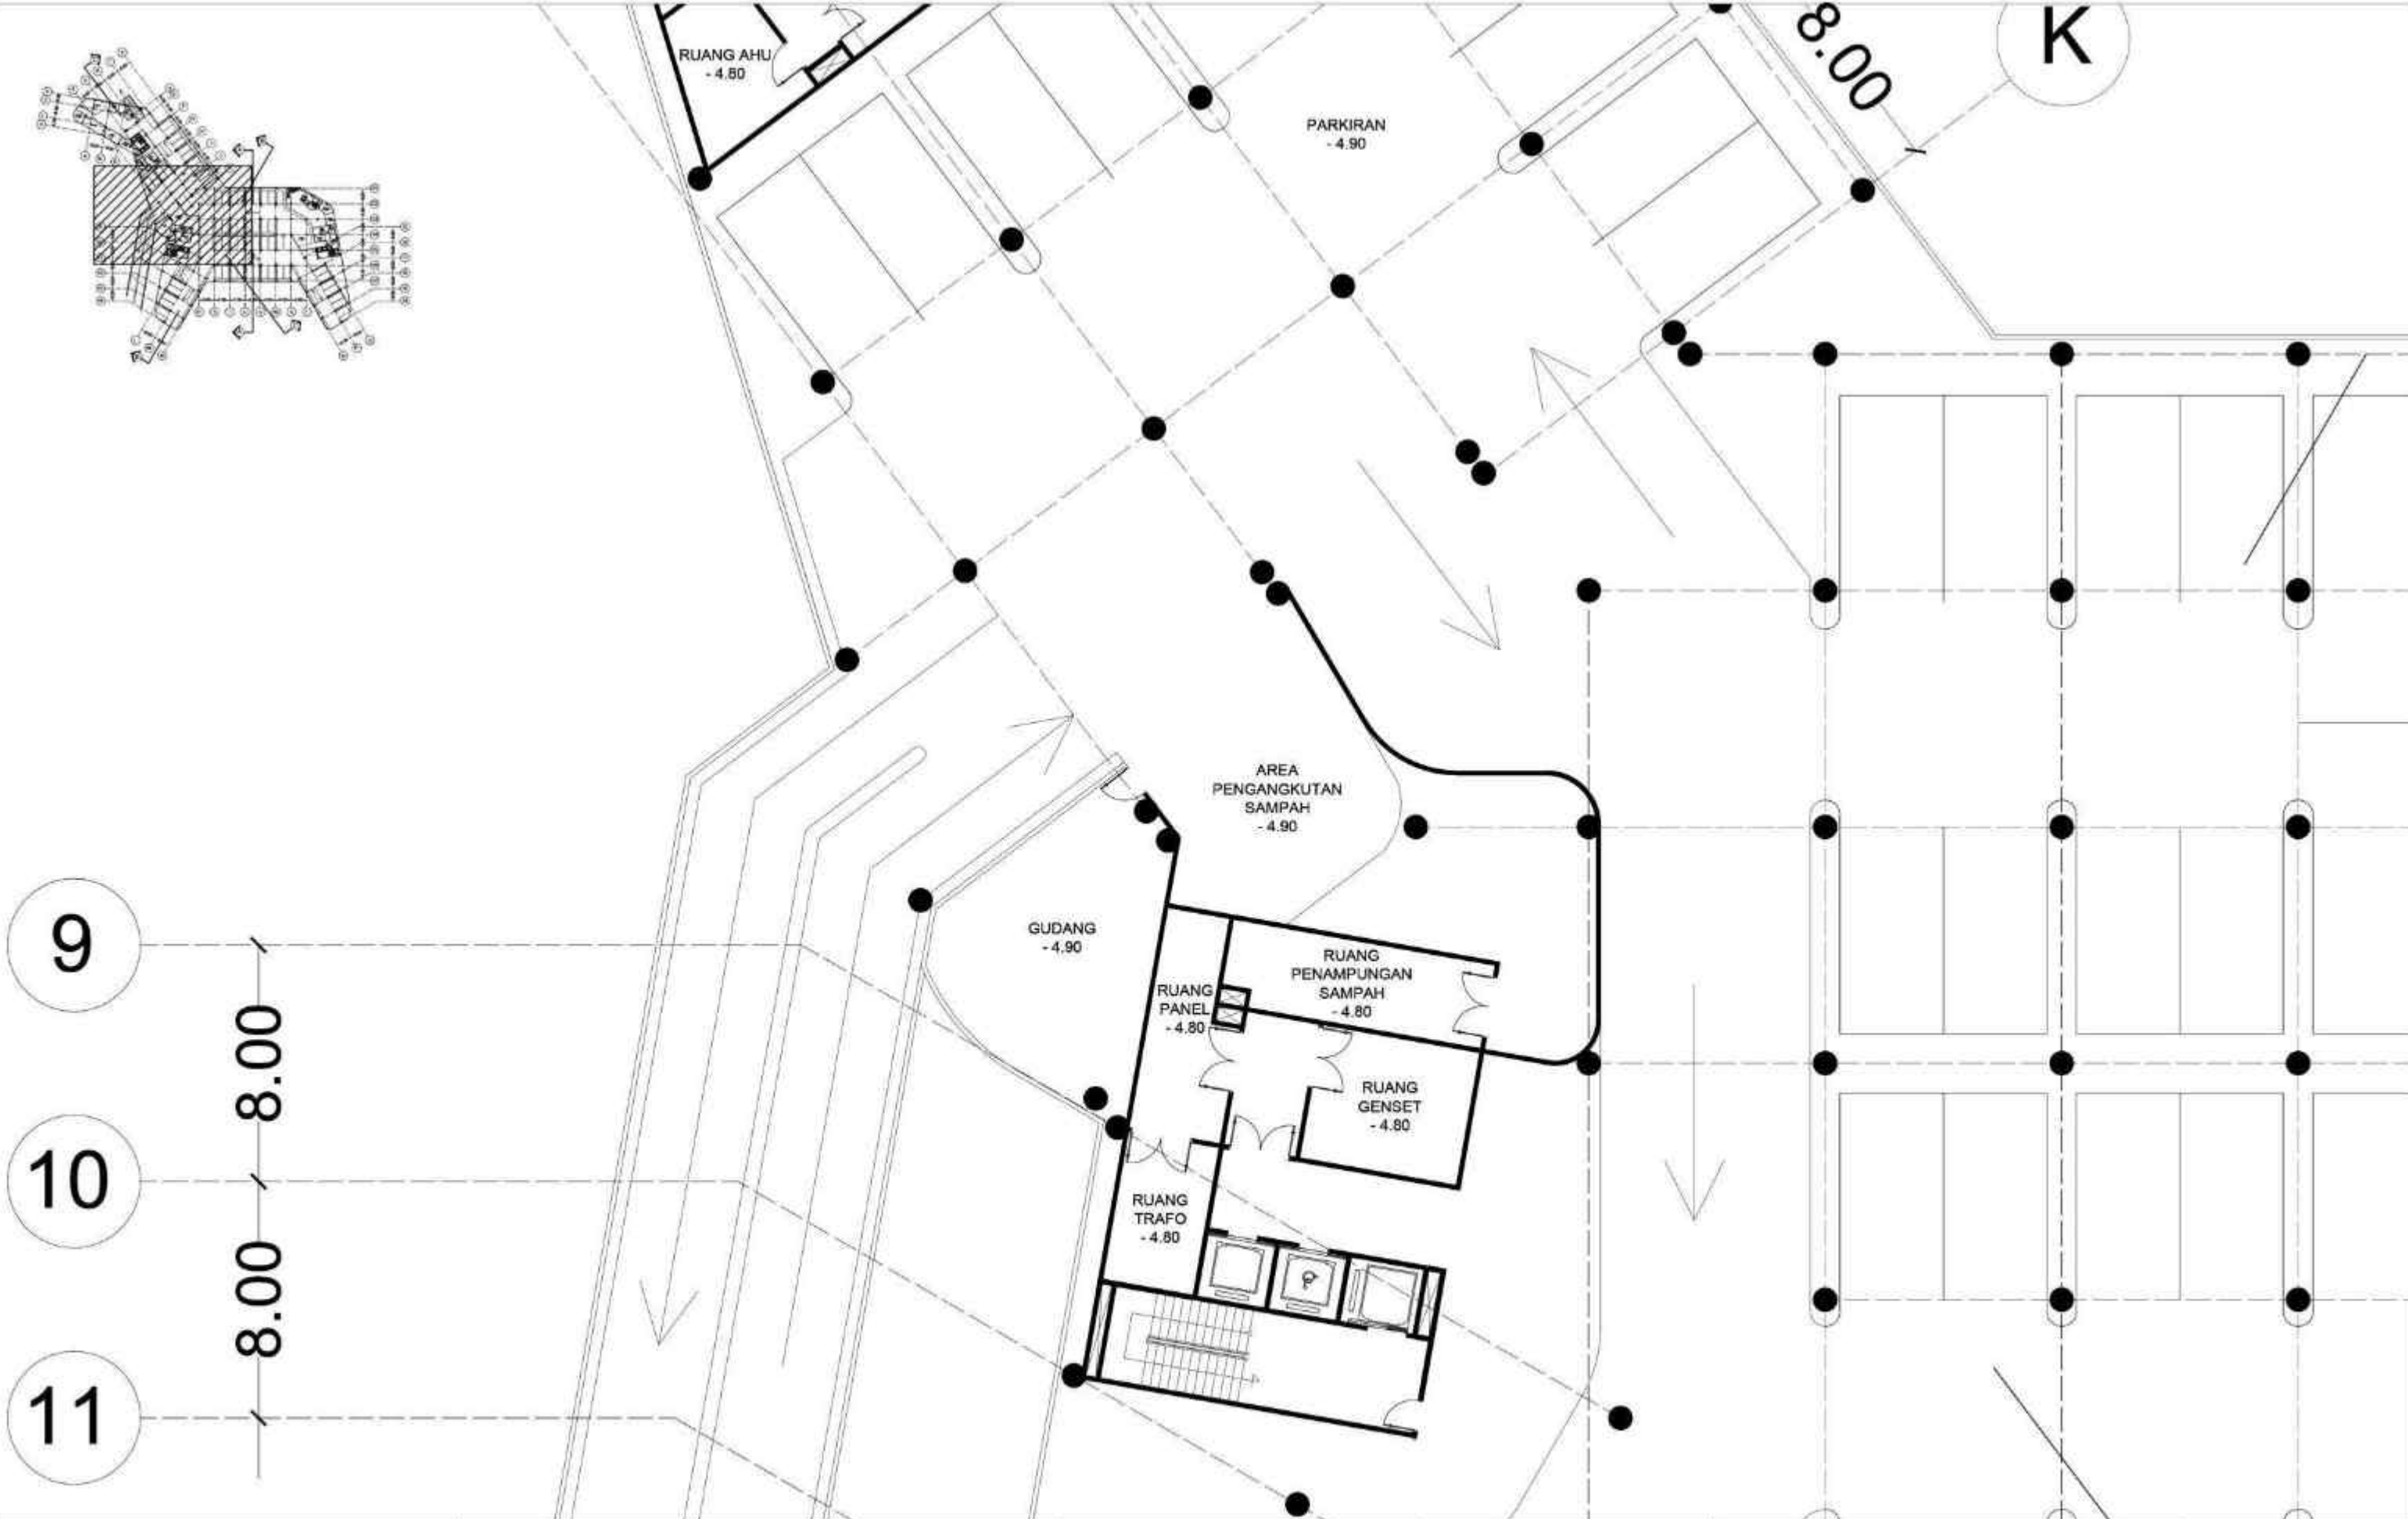 RUANG AHU
- 4.80
PARKIRAN
- 4.90
8.00
K
AREA
PENGANGKUTAN
SAMPAH
- 4.90
9
GUDANG
- 4.90
RUANG
PENAMPUNGAN
SAMPAH
- 4.80
RUANG
PANEL
- 4.80
8.00
RUANG
GENSET
- 4.80
10
RUANG
TRAFO
- 4.80
8.00
11